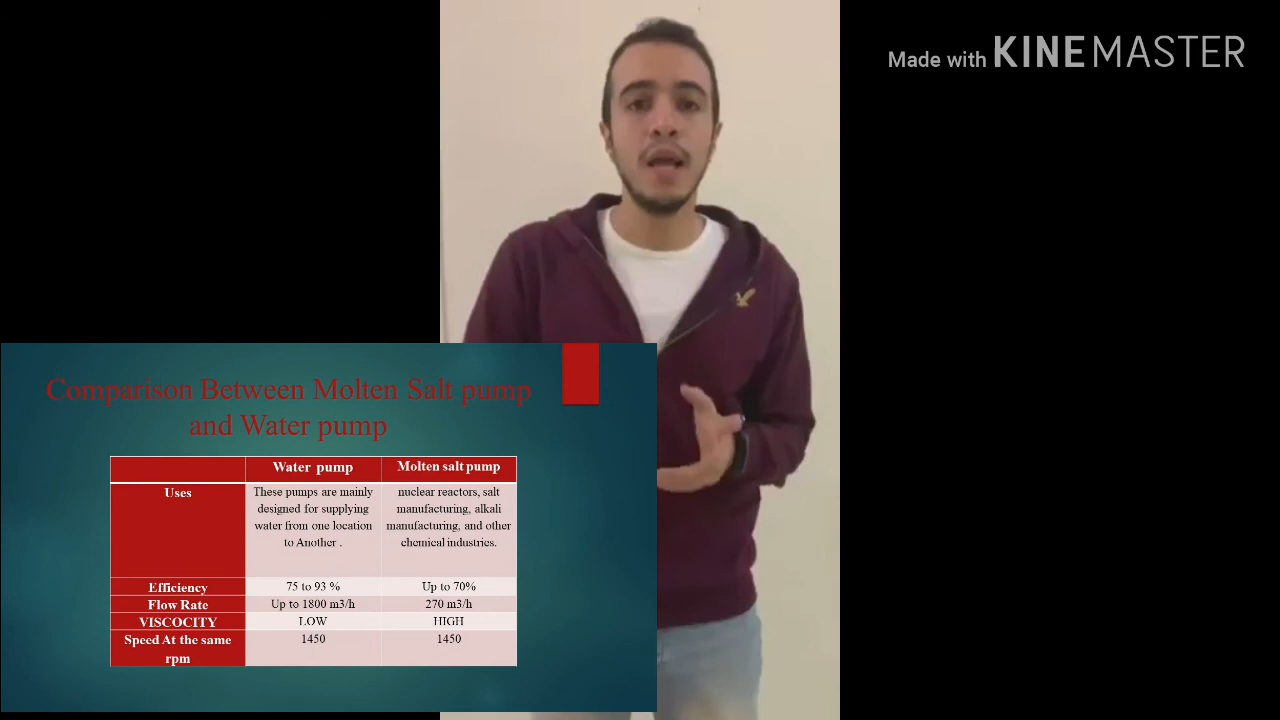 Made with KINEMASTER
Comparison Between Molten Salt pump
and Water pump
Water pump
Molten salt pump
Uses
These pumps are mainly
designed for supplying
water from one location
to Another .
nuclear reactors, salt
manufacturing, alkali
manufacturing, and other
chemical industries.
Efficiency
75 to 93 %
Up to 70%
Flow Rate
Up to 1800 m3/h
270 m3/h
VISCOCITY
LOW
HIGH
Speed At the same
rpm
1450
1450